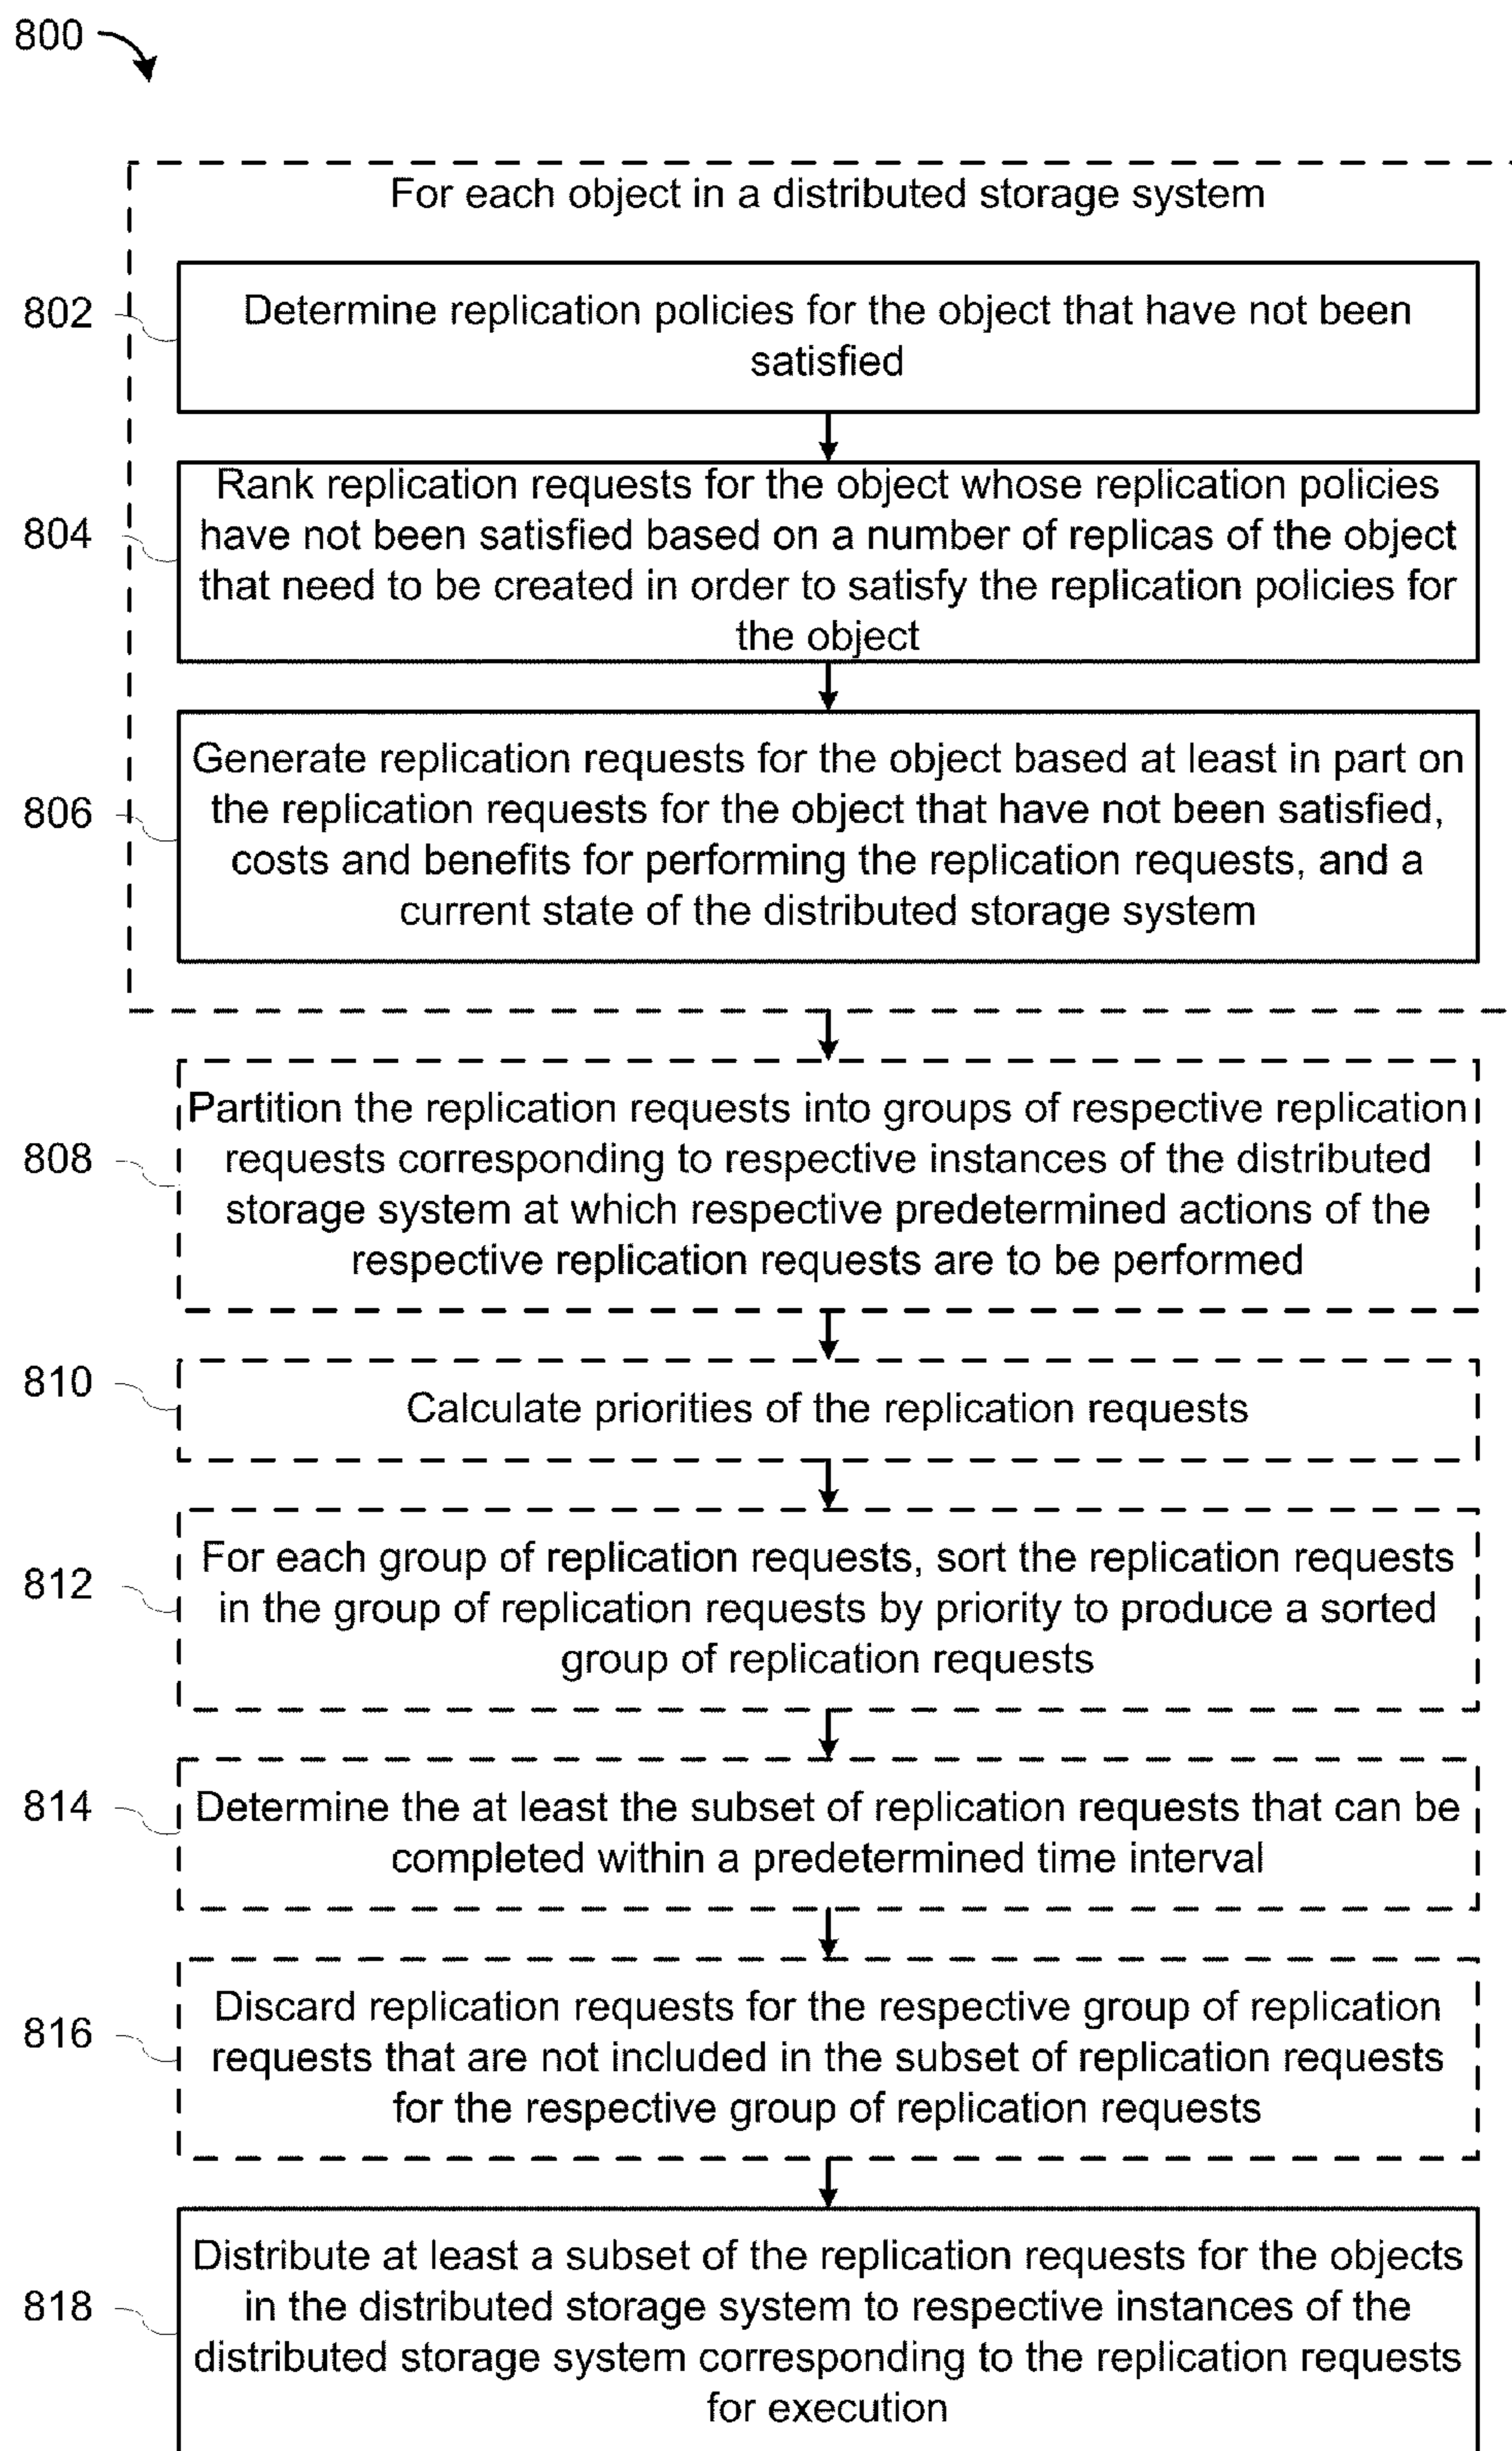 800
For each object in a distributed storage system
802
Determine replication policies for the object that have not been
satisfied
804
Rank replication requests for the object whose replication policies
have not been satisfied based on a number of replicas of the object
that need to be created in order to satisfy the replication policies for
the object
806
Generate replication requests for the object based at least in part on
the replication requests for the object that have not been satisfied,
costs and benefits for performing the replication requests, and a
current state of the distributed storage system
808
Partition the replication requests into groups of respective replication
requests corresponding to respective instances of the distributed
storage system at which respective predetermined actions of the
respective replication requests are to be performed
810
Calculate priorities of the replication requests
812
For each group of replication requests, sort the replication requests
in the group of replication requests by priority to produce a sorted
group of replication requests
814
Determine the at least the subset of replication requests that can be
completed within a predetermined time interval
816
Discard replication requests for the respective group of replication
requests that are not included in the subset of replication requests
for the respective group of replication requests
818
Distribute at least a subset of the replication requests for the objects
in the distributed storage system to respective instances of the
distributed storage system corresponding to the replication requests
for execution